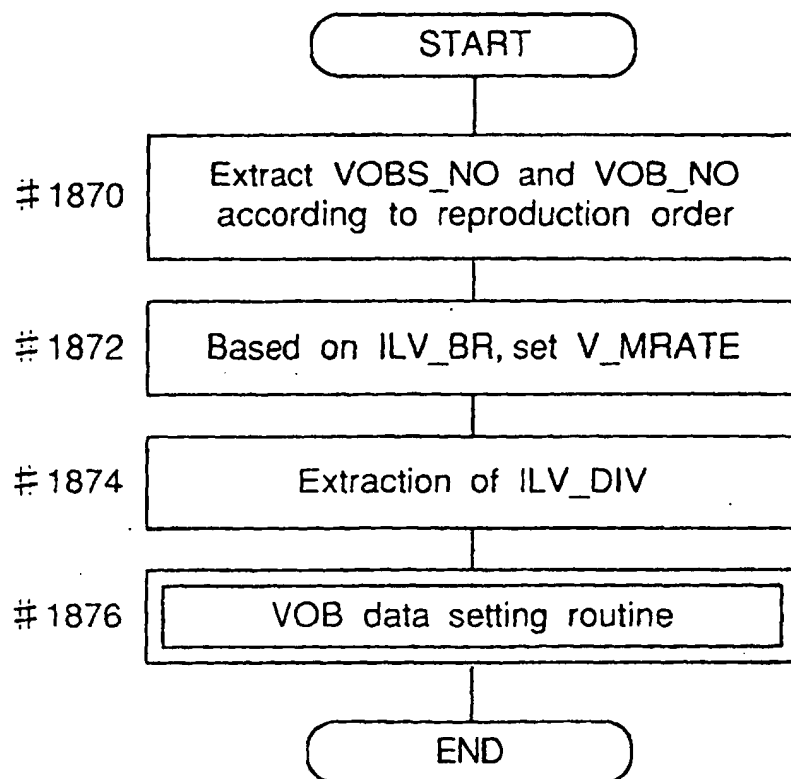 START
#1870
Extract VOBS_NO and VOB_NO
according to reproduction order
#1872
Based on ILV_BR, set V_MRATE
#1874
Extraction of ILV_DIV
#1876
VOB data setting routine
END